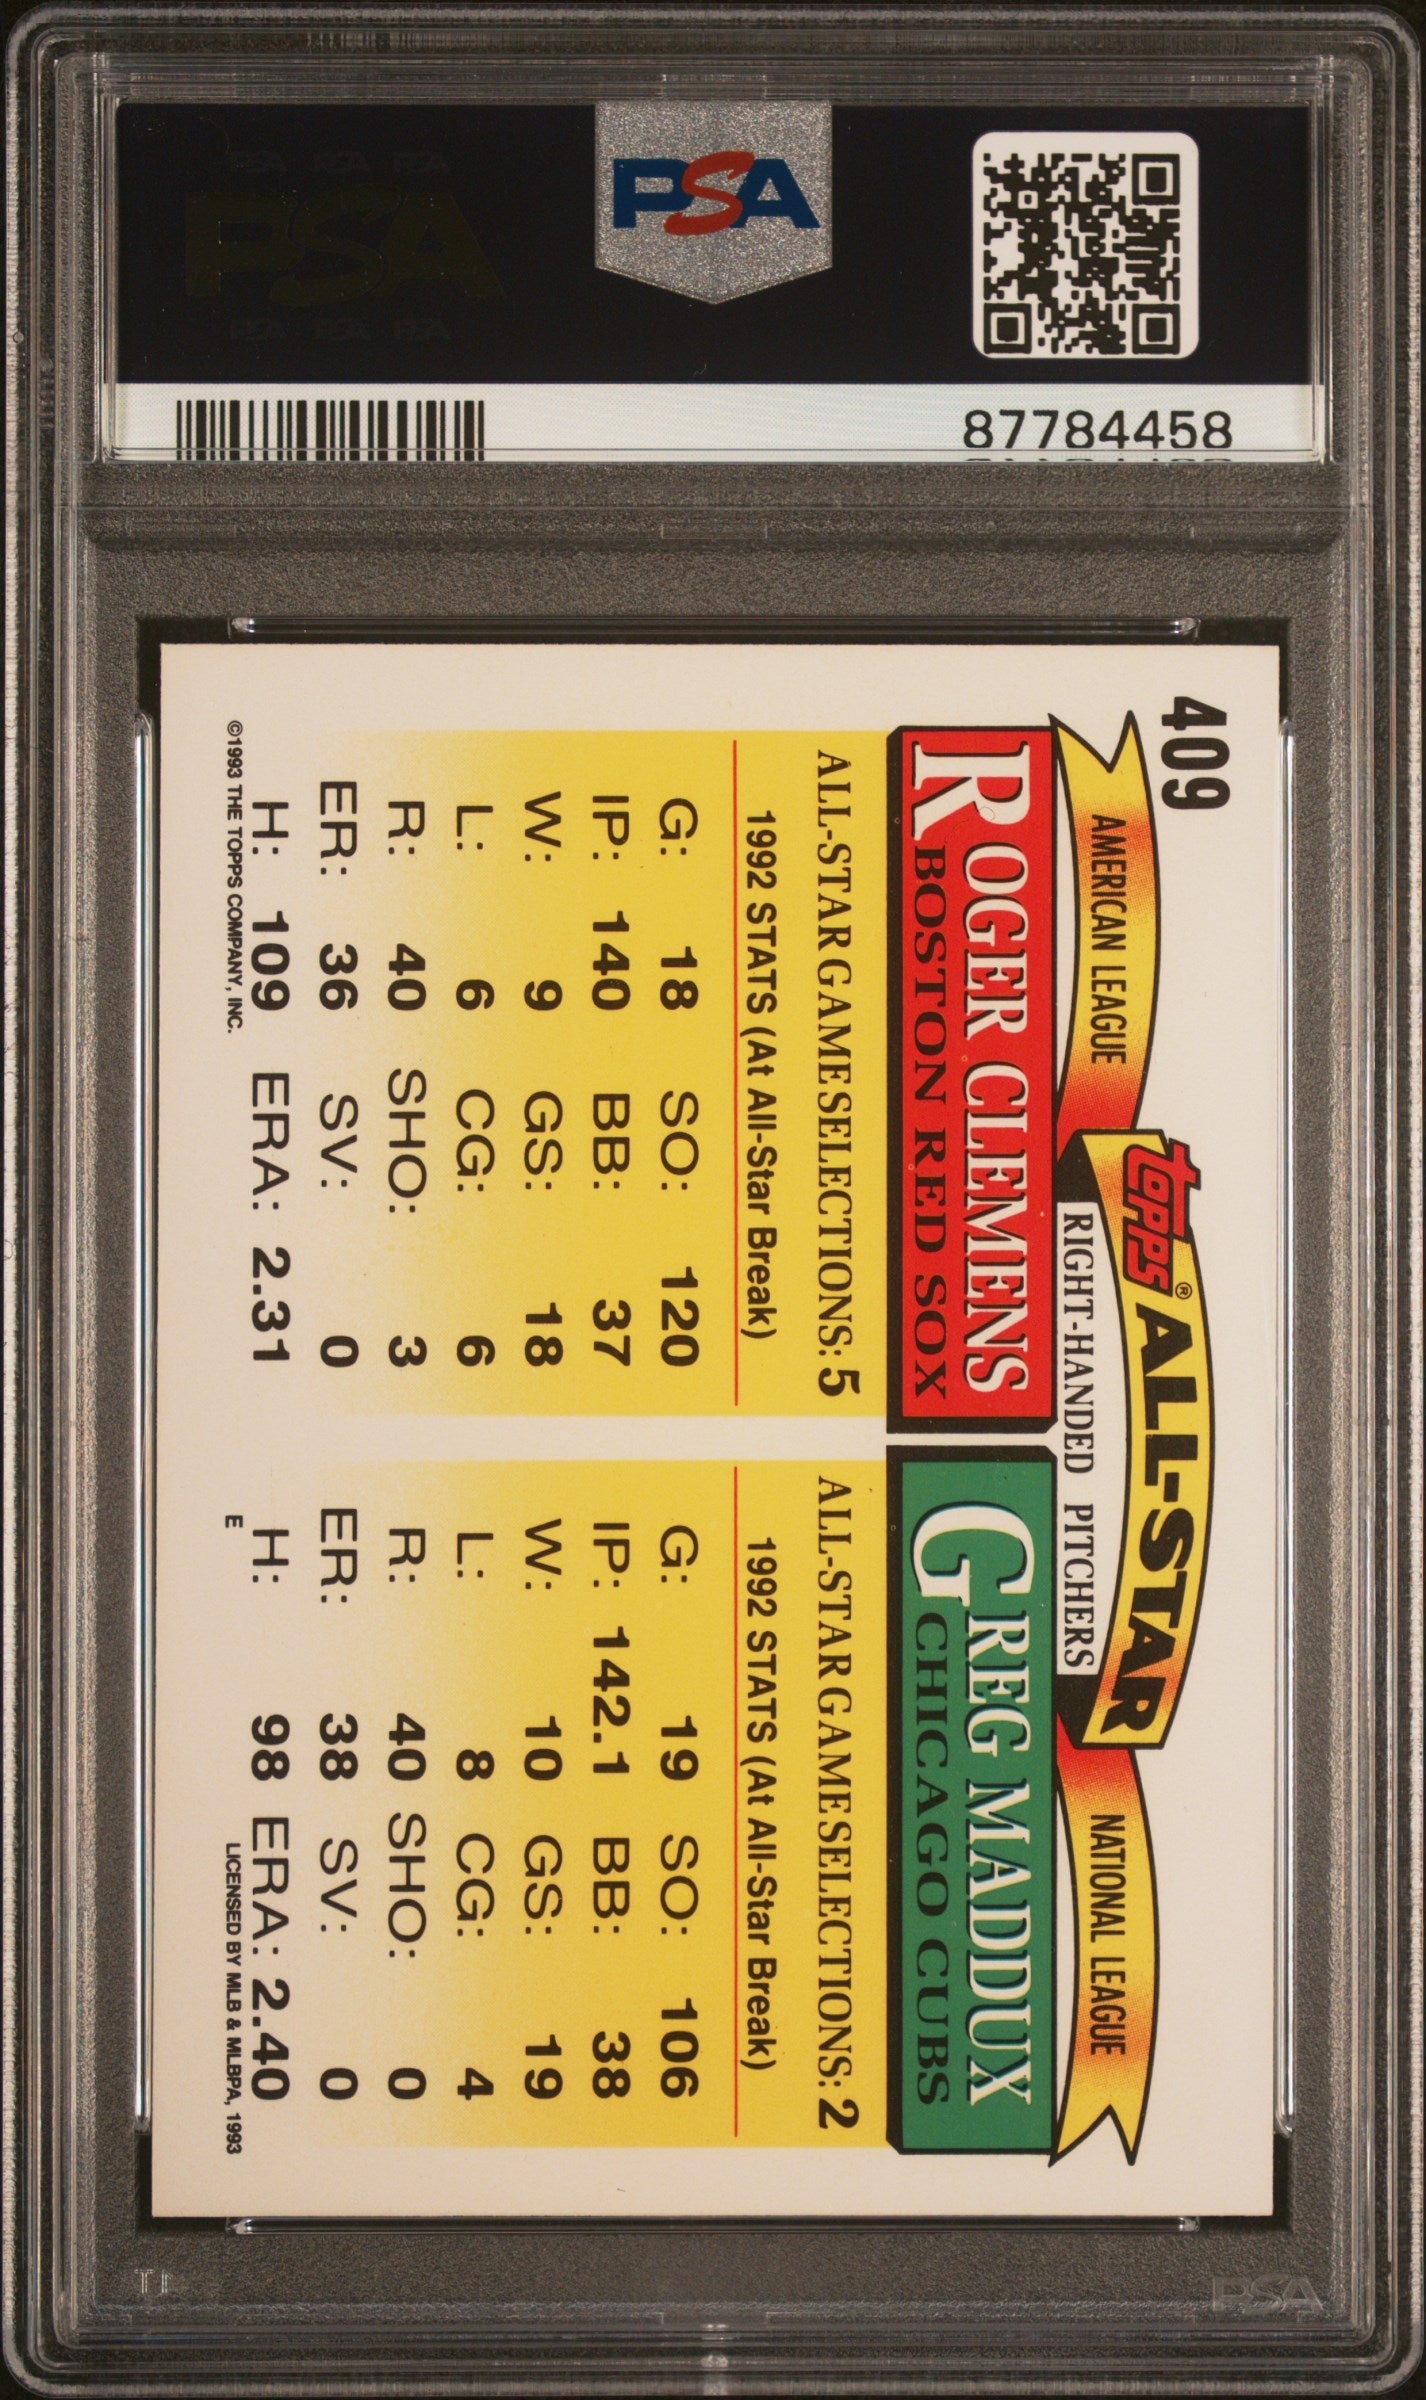 PSA
87784458
409
AMERICAN LEAGUE
TOPPS® ALL-STAR
NATIONAL LEAGUE
RIGHT-HANDED PITCHERS
ROGER CLEMENS
BOSTON RED SOX
ALL-STAR GAME SELECTIONS: 5
1992 STATS (At All-Star Break)
G: 18 SO: 120
IP: 140 BB: 37
W: 9 GS: 18
L: 6 CG: 6
R: 40 SHO: 3
ER: 36 SV: 0
H: 109 ERA: 2.31
GREG MADDUX
CHICAGO CUBS
ALL-STAR GAME SELECTIONS: 2
1992 STATS (At All-Star Break)
G: 19 SO: 106
IP: 142.1 BB: 38
W: 10 GS: 19
L: 8 CG: 4
R: 40 SHO: 0
ER: 38 SV: 0
H: 98 ERA: 2.40
©1993 THE TOPPS COMPANY, INC.
E
LICENSED BY MLB & MLBPA, 1993
PSA